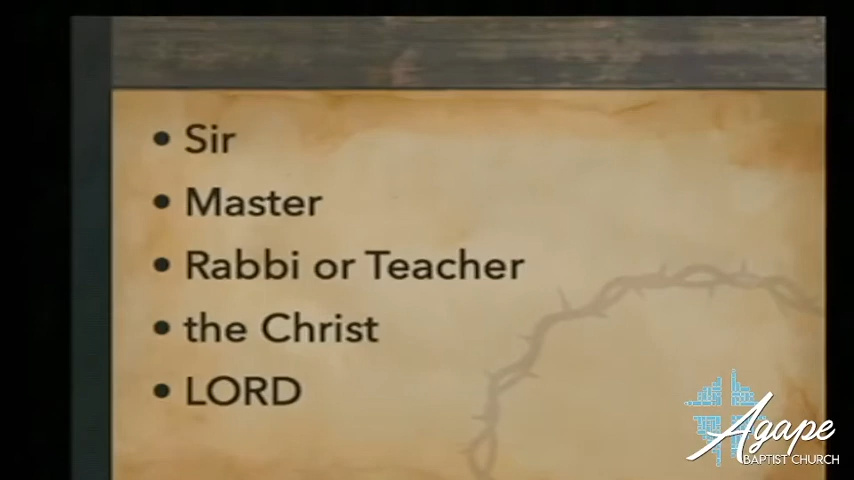 • Sir
• Master
• Rabbi or Teacher
• the Christ
• LORD
Agape
BAPTIST CHURCH